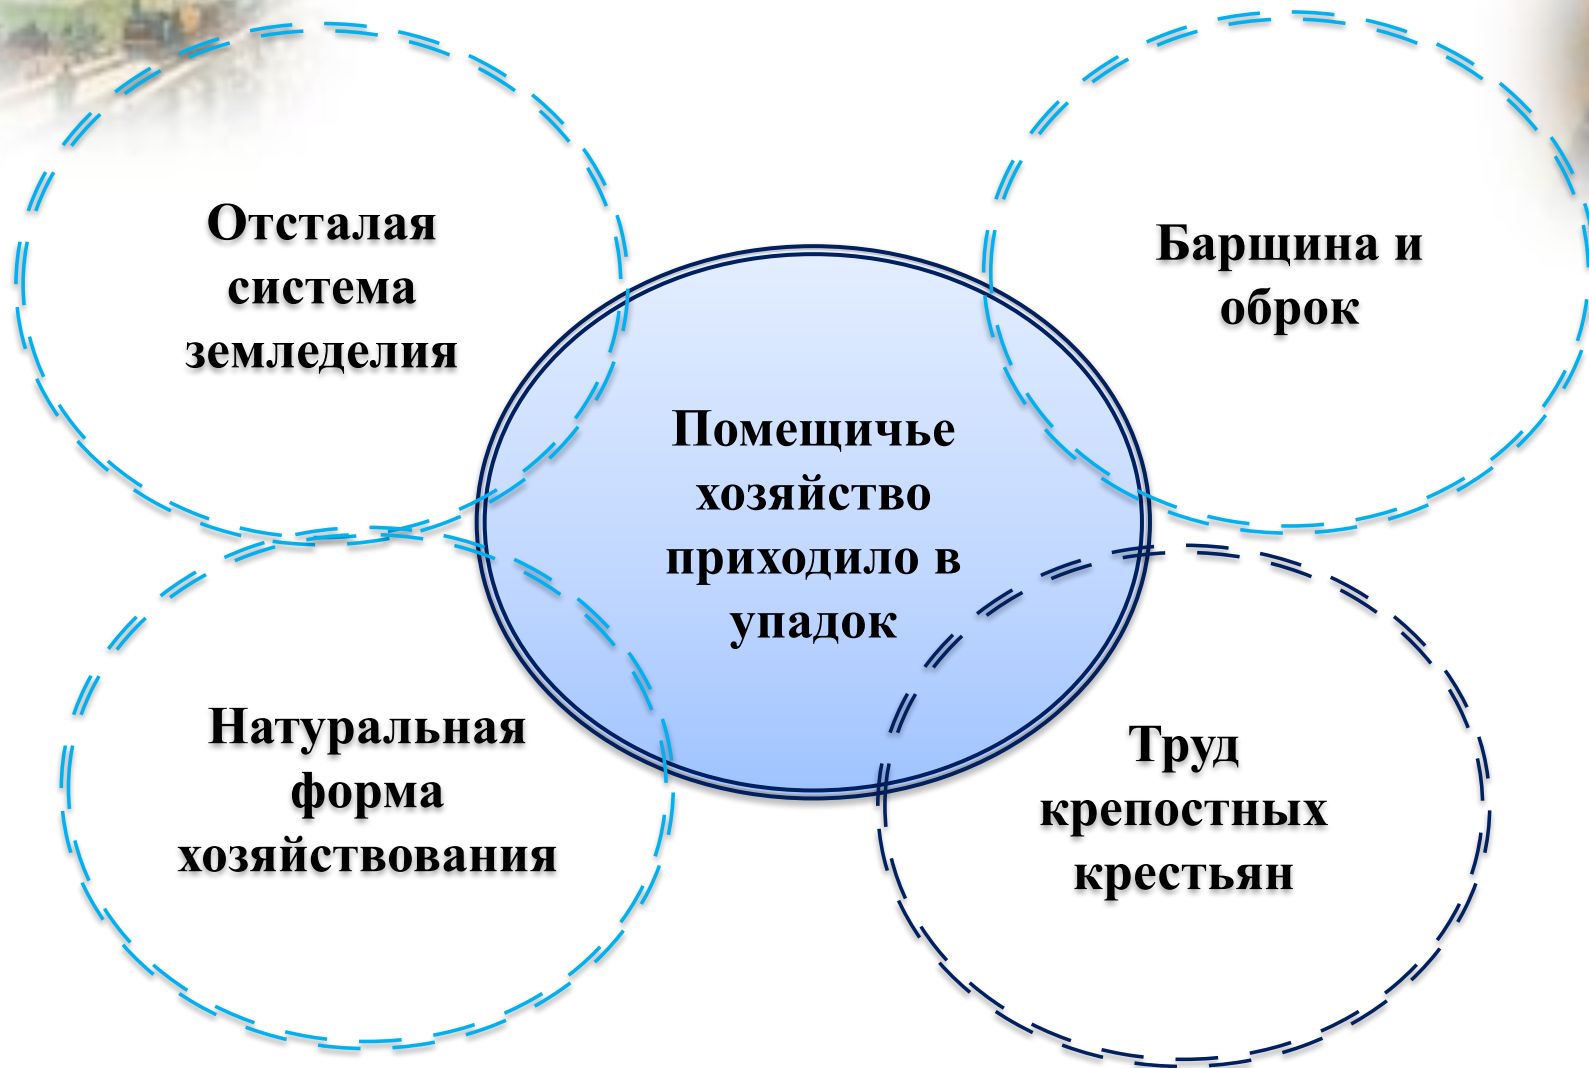 Отсталая
система
земледелия
Барщина и
оброк
Помещичье
хозяйство
приходило в
упадок
Натуральная
форма
хозяйствования
Труд
крепостных
крестьян